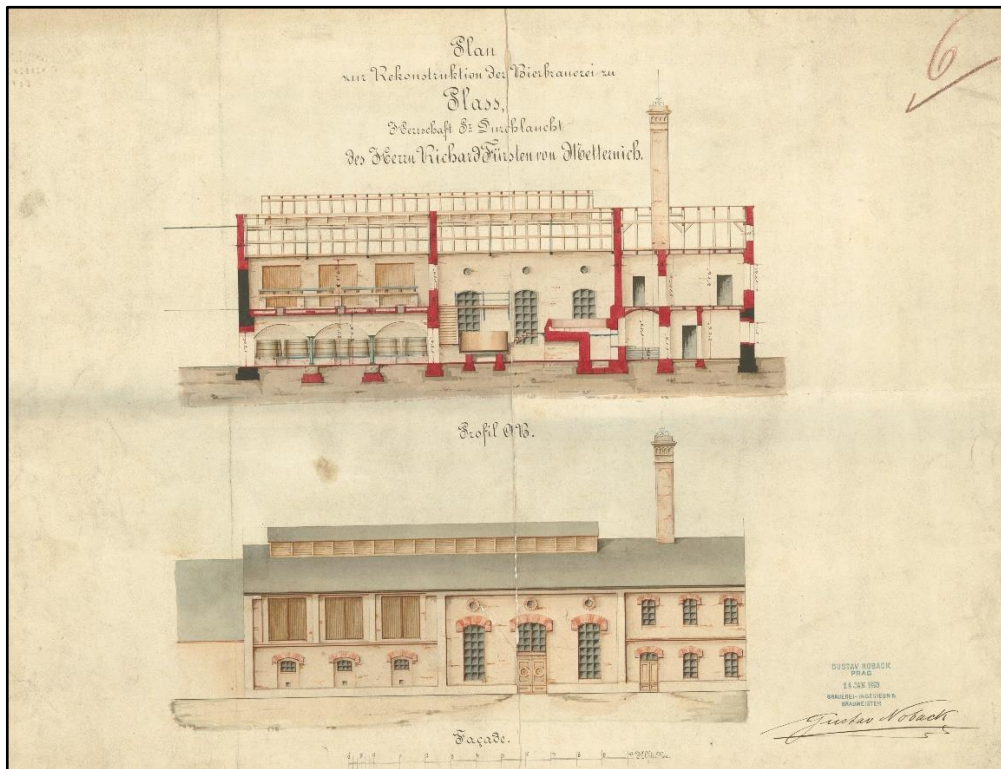 6
Plan
zur Rekonstruktion der Bierbrauerei zu
Plass,
Herrschaft Sr Durchlaucht
des Herrn Richard Fürsten von Metternich.
Profil AB.
GUSTAV NOBACK
PRAG
BRAUEREI-INGENIEUR &
BRAUMEISTER
Gustav Noback
Façade.